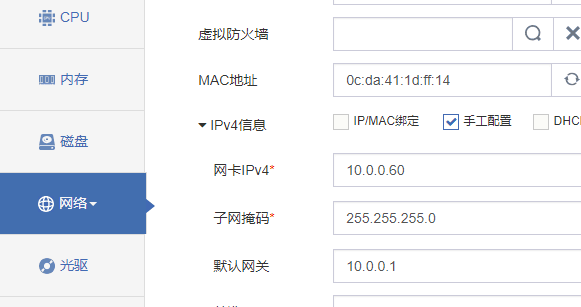 CPU
内存
磁盘
网络
光驱
虚拟防火墙
MAC地址 0c:da:41:1d:ff:14
IPv4信息 IP/MAC绑定 手工配置
网卡IPv4* 10.0.0.60
子网掩码* 255.255.255.0
默认网关 10.0.0.1